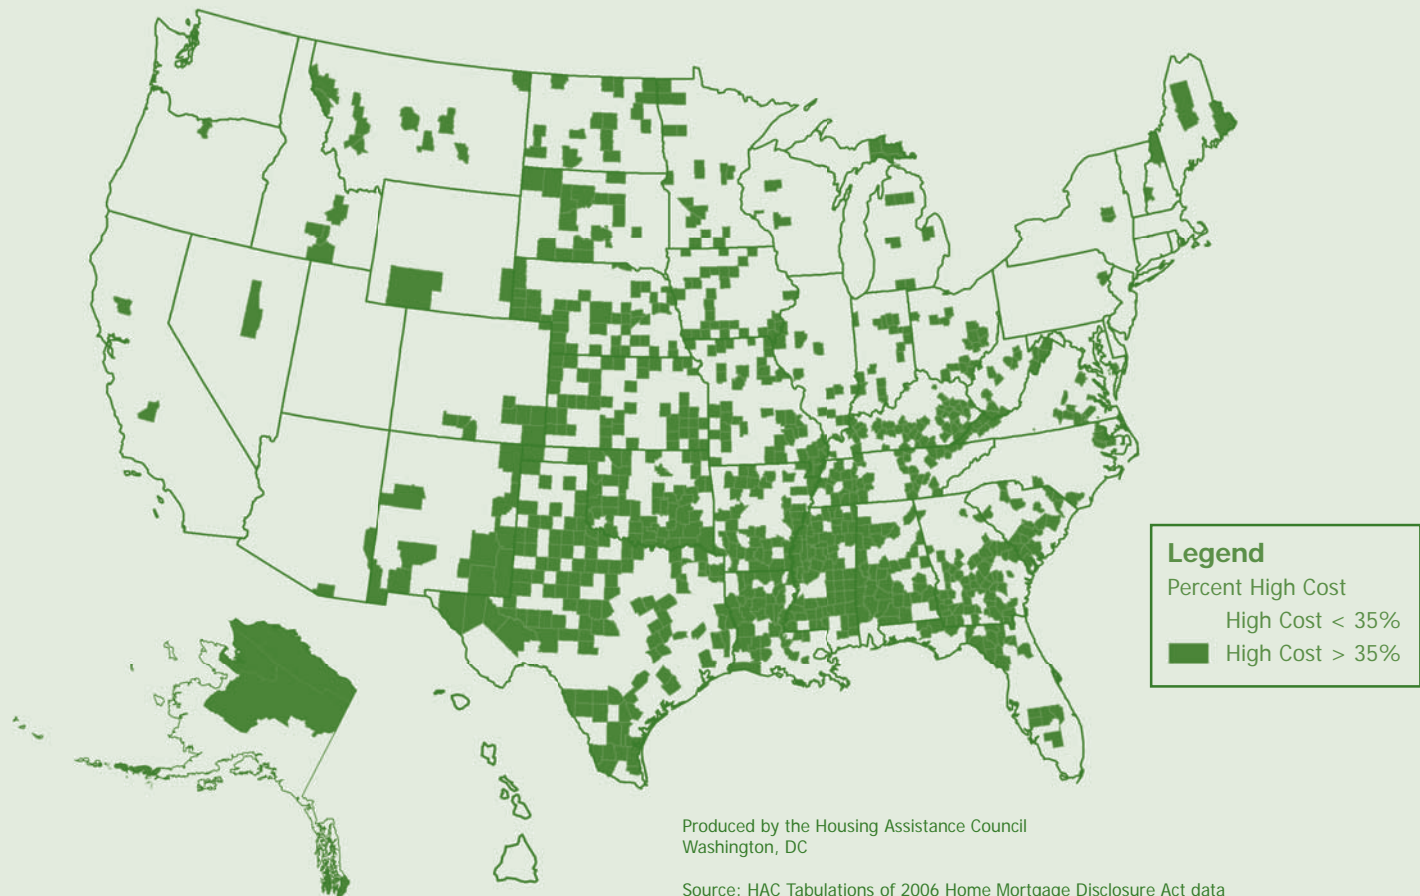 Legend
Percent High Cost
High Cost < 35%
High Cost > 35%
Produced by the Housing Assistance Council
Washington, DC
Source: HAC Tabulations of 2006 Home Mortgage Disclosure Act data